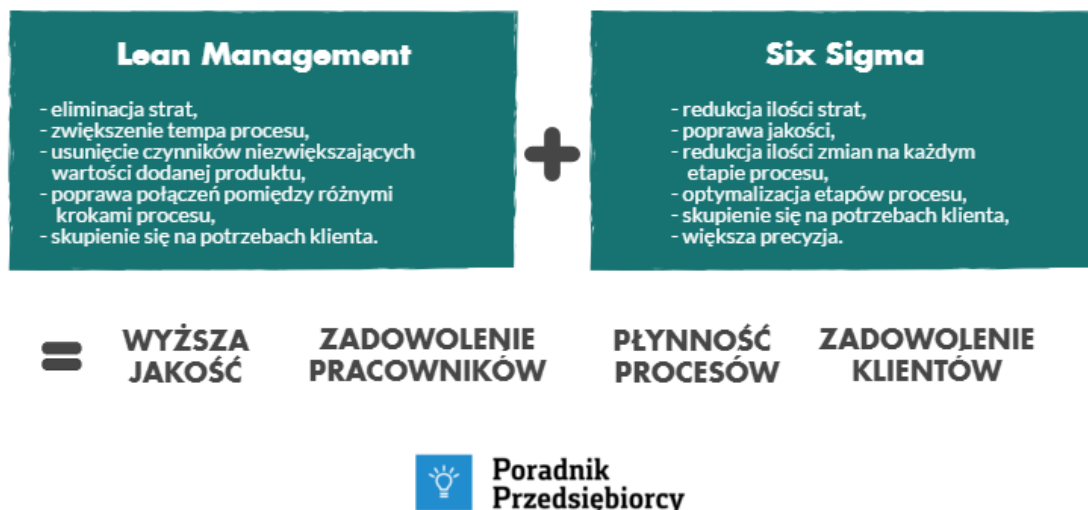 Lean Management
- eliminacja strat,
- zwiększenie tempa procesu,
- usunięcie czynników niezwiększających
wartości dodanej produktu,
- poprawa połączeń pomiędzy różnymi
krokami procesu,
- skupienie się na potrzebach klienta.
+
Six Sigma
- redukcja ilości strat,
- poprawa jakości,
- redukcja ilości zmian na każdym
etapie procesu,
- optymalizacja etapów procesu,
- skupienie się na potrzebach klienta,
- większa precyzja.
=
WYŻSZA
JAKOŚĆ
ZADOWOLENIE
PRACOWNIKÓW
PŁYNNOŚĆ
PROCESÓW
ZADOWOLENIE
KLIENTÓW
Poradnik
Przedsiębiorcy